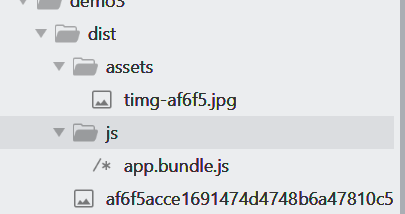 demo3
dist
assets
timg-af6f5.jpg
js
/* app.bundle.js
af6f5acce1691474d4748b6a47810c5